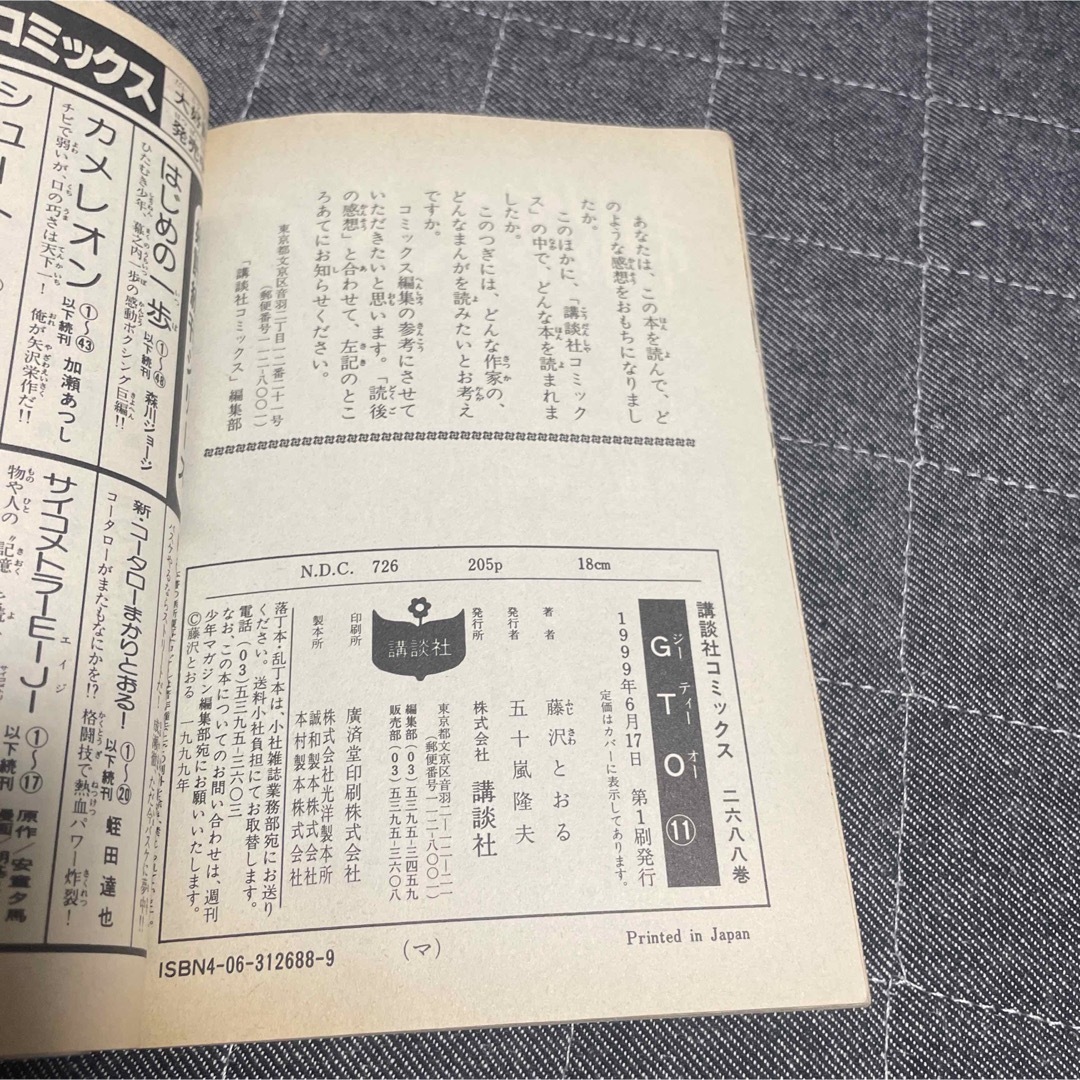 あなたは、この本を読んで、ど
のような感想をおもちになりまし
たか。
このほかに、「講談社コミック
ス」の中で、どんな本を読まれま
したか。
このつぎには、どんな作家の、
どんなまんがを読みたいとお考え
ですか。
コミックス編集の参考にさせて
いただきたいと思います。「読後
の感想」と合わせて、左記のとこ
ろあてにお知らせください。
東京都文京区音羽二丁目一二番二十一号
(郵便番号一一二-八〇〇一)
「講談社コミックス」編集部
N.D.C. 726 205p 18cm
講談社コミックス 二六八八巻
GTO ⑪
ジーティーオー
1999年6月17日 第1刷発行
定価はカバーに表示してあります。
著者 藤沢とおる
ふじさわ
発行者 五十嵐隆夫
発行所 株式会社 講談社
東京都文京区音羽二-一二-二一
(郵便番号一一二-八〇〇一)
編集部(03)五三九五-三四五九
販売部(03)五三九五-三六〇八
講談社
印刷所 廣済堂印刷株式会社
製本所 株式会社光洋製本所
誠和製本株式会社
本村製本株式会社
落丁本・乱丁本は、小社雑誌業務部宛にお送り
ください。送料小社負担にてお取替します。
電話(03)五三九五-三六〇三
なお、この本についてのお問い合わせは、週刊
少年マガジン編集部宛にお願いいたします。
©藤沢とおる 一九九九年
ISBN4-06-312688-9
(マ)
Printed in Japan
コミックス
はじめの一歩 ①〜㊽ 以下続刊 森川ジョージ
ひたむき少年、幕之内一歩の感動ボクシング巨編!!
カメレオン ①〜㊸ 以下続刊 加瀬あつし
チビで弱いが、口の巧さは天下一! 俺が矢沢栄作だ!!
新・コータローまかりとおる! ①〜⑳ 以下続刊 蛭田達也
コータローがまたもなにかを!? 格闘技で熱血パワー炸裂!
サイコメトラーEIJI ①〜⑰ 以下続刊 原作/安童夕馬
エイジ
物や人の"記憶